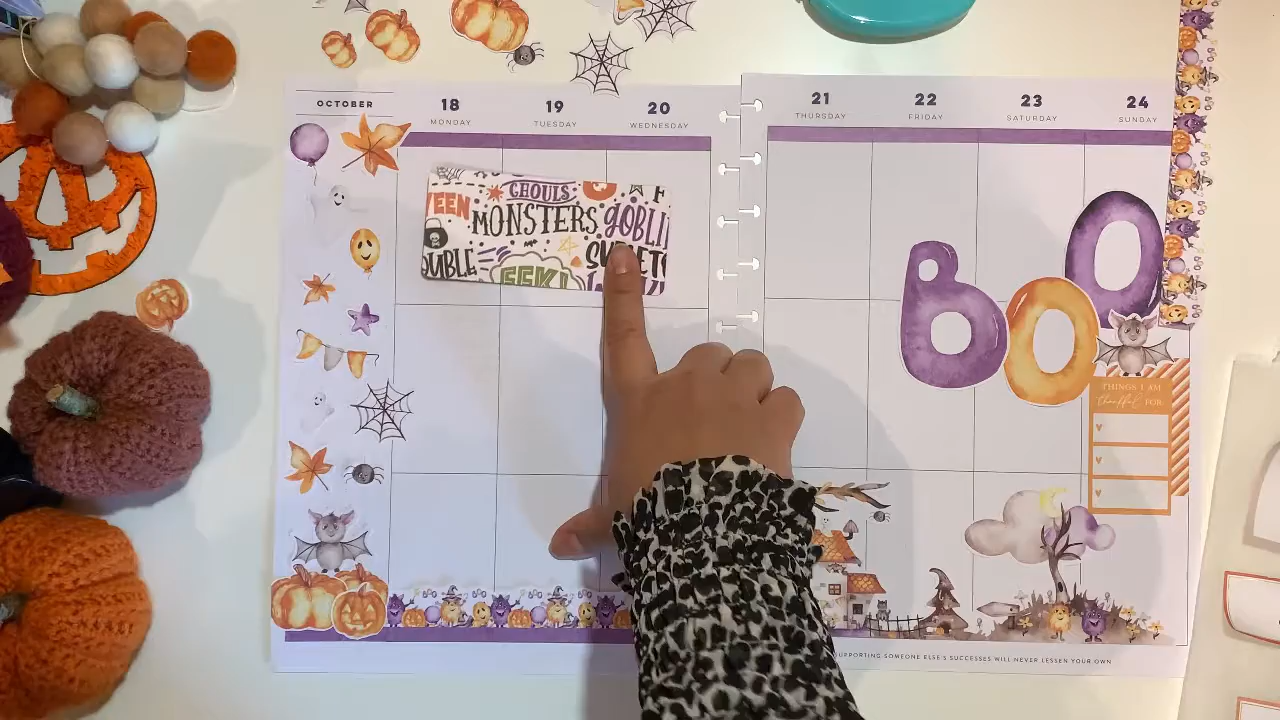 OCTOBER
18
MONDAY
19
TUESDAY
20
WEDNESDAY
21
THURSDAY
22
FRIDAY
23
SATURDAY
24
SUNDAY
GHOULS
MONSTERS
EEK!
BOO
THINGS I AM
thankful FOR
SUPPORTING SOMEONE ELSE'S SUCCESSES WILL NEVER LESSEN YOUR OWN